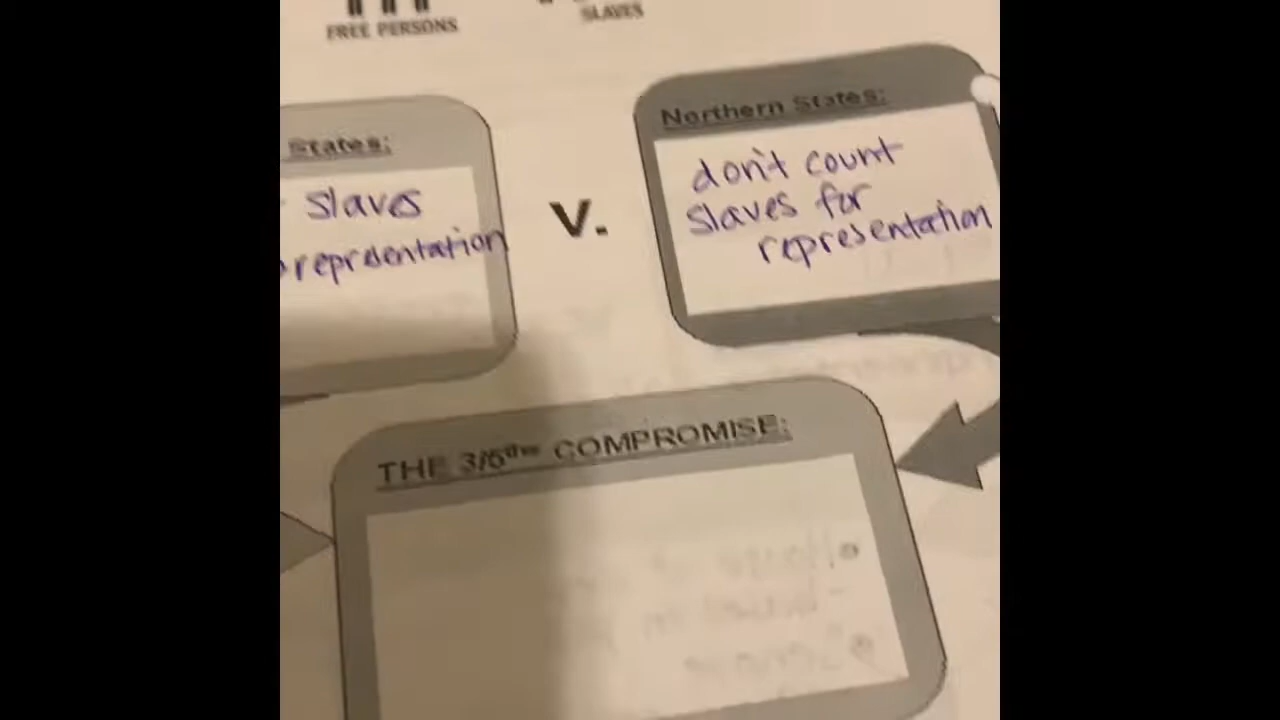 FREE PERSONS
SLAVES
States:
slaves
representation
V.
Northern States:
don't count
slaves for
representation
THE 3/5ths COMPROMISE: